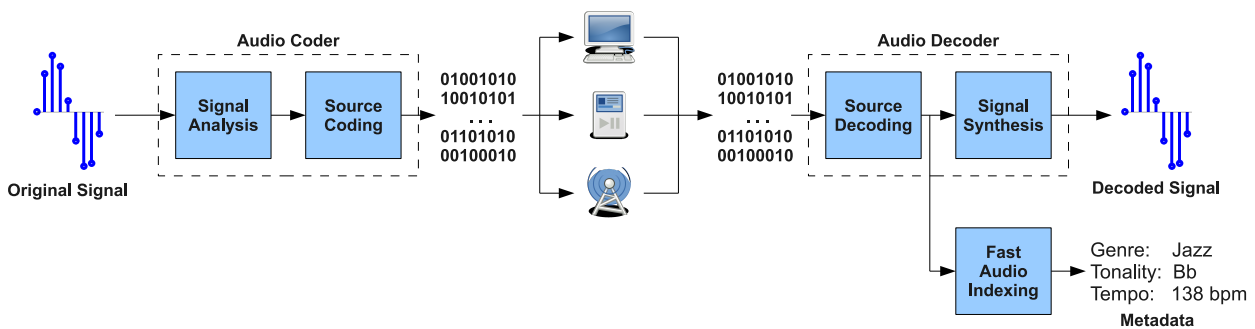 Audio Coder
Signal
Analysis
Source
Coding
Original Signal
01001010
10010101
...
01101010
00100010
01001010
10010101
...
01101010
00100010
Audio Decoder
Source
Decoding
Signal
Synthesis
Decoded Signal
Fast
Audio
Indexing
Genre: Jazz
Tonality: Bb
Tempo: 138 bpm
Metadata